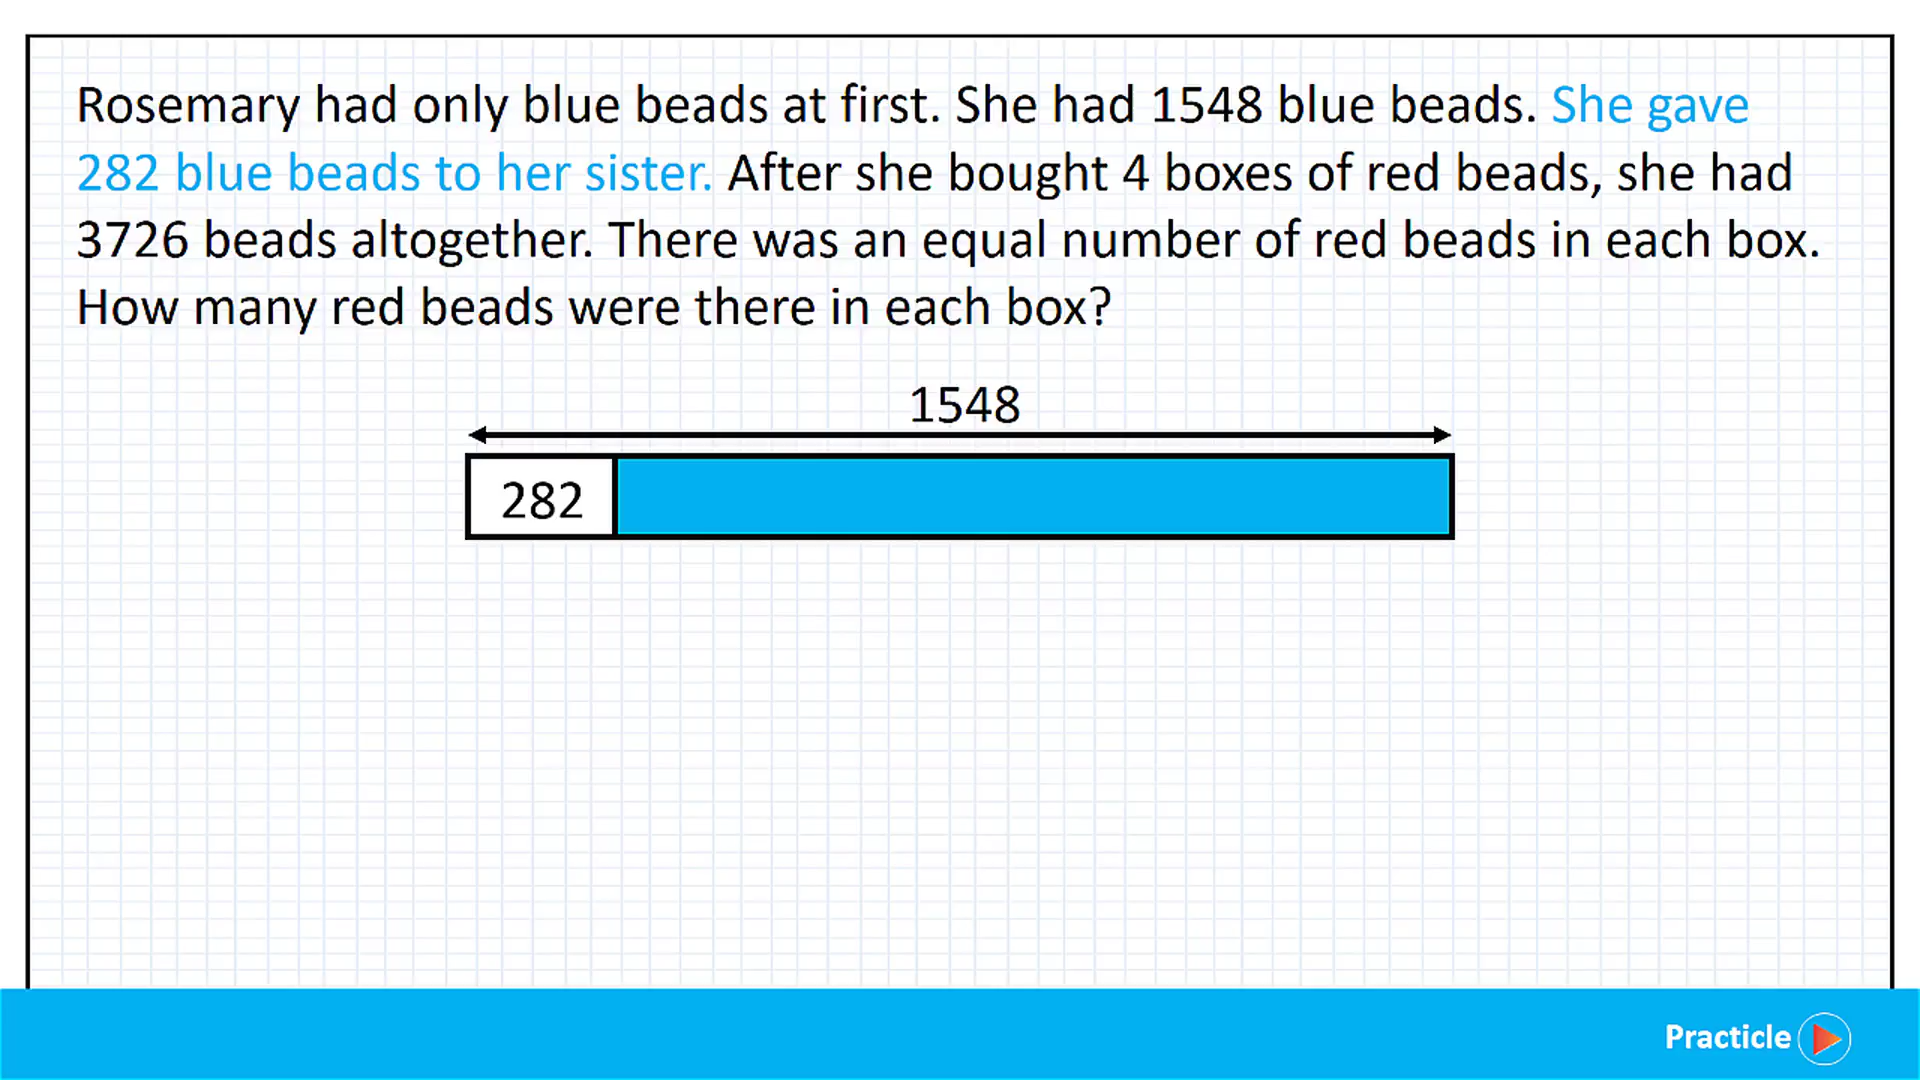 Rosemary had only blue beads at first. She had 1548 blue beads. She gave
282 blue beads to her sister. After she bought 4 boxes of red beads, she had
3726 beads altogether. There was an equal number of red beads in each box.
How many red beads were there in each box?
1548
282
Practicle